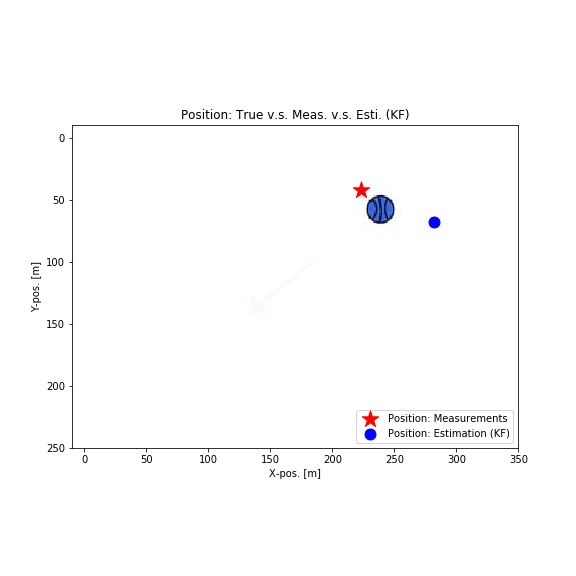 Position: True v.s. Meas. v.s. Esti. (KF)
Y-pos. [m]
0
50
100
150
200
250
0
50
100
150
200
250
300
350
X-pos. [m]
Position: Measurements
Position: Estimation (KF)